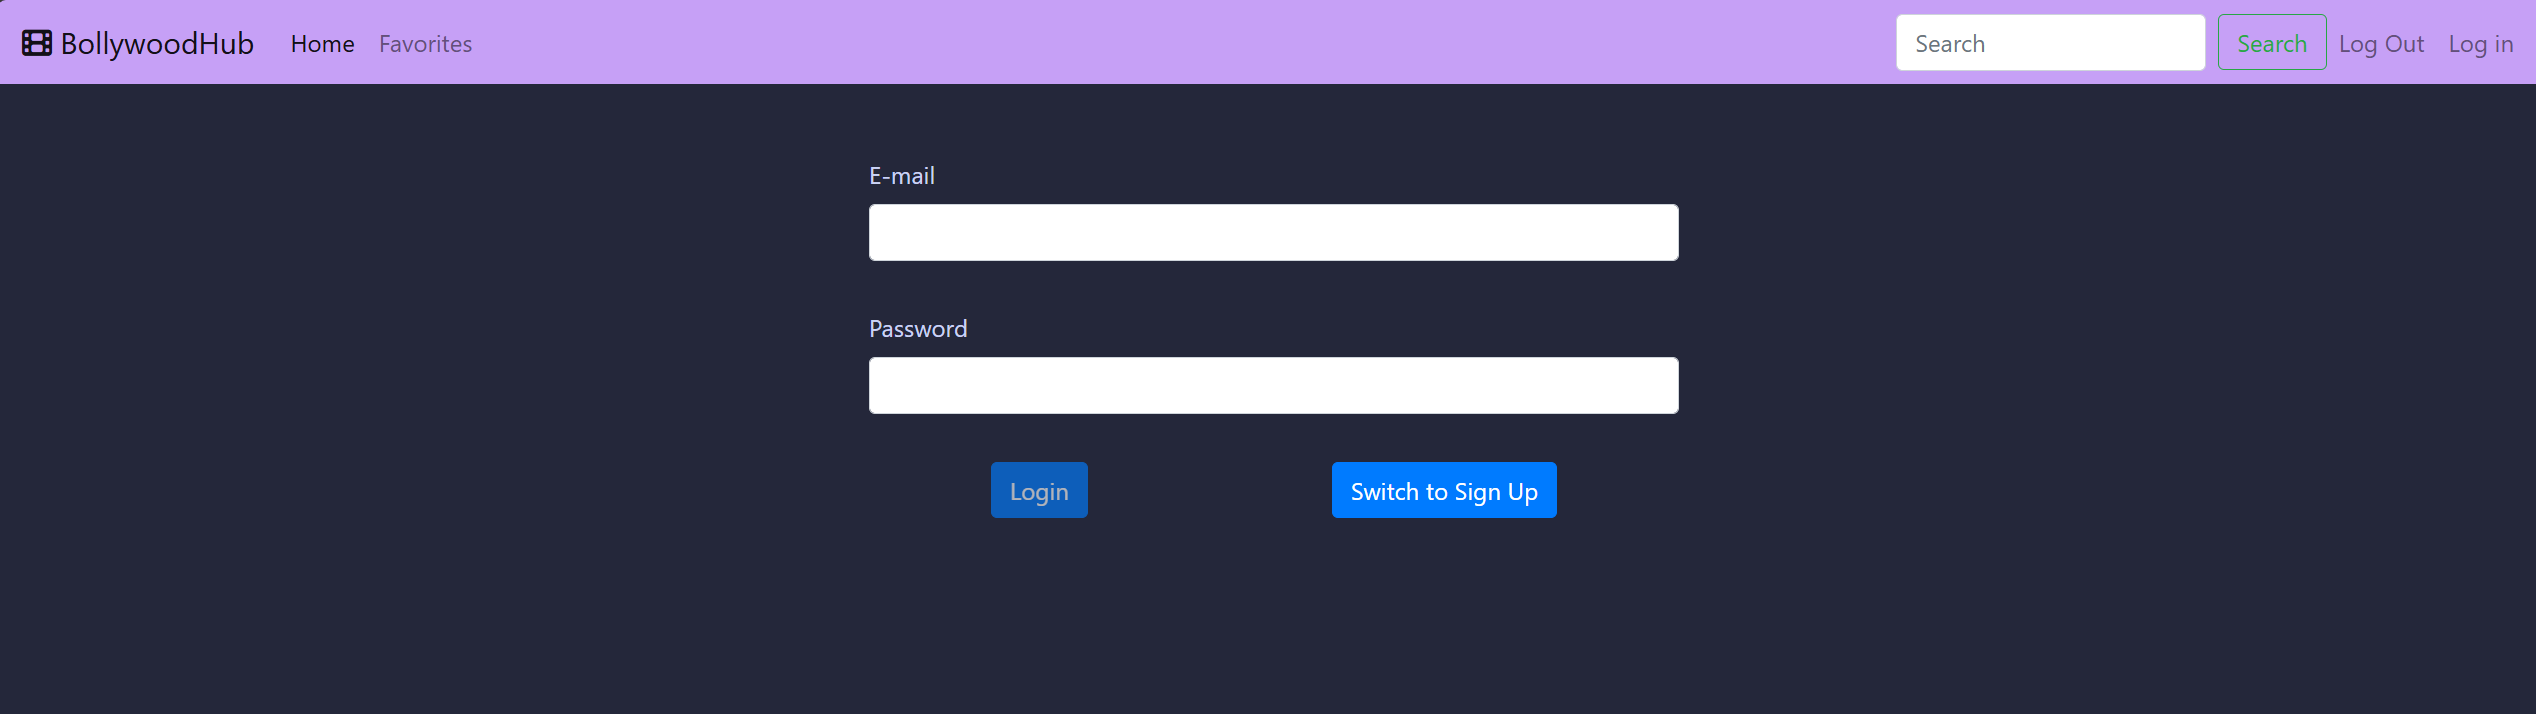 BollywoodHub Home Favorites Search Search Log Out Log in
E-mail
Password
Login Switch to Sign Up